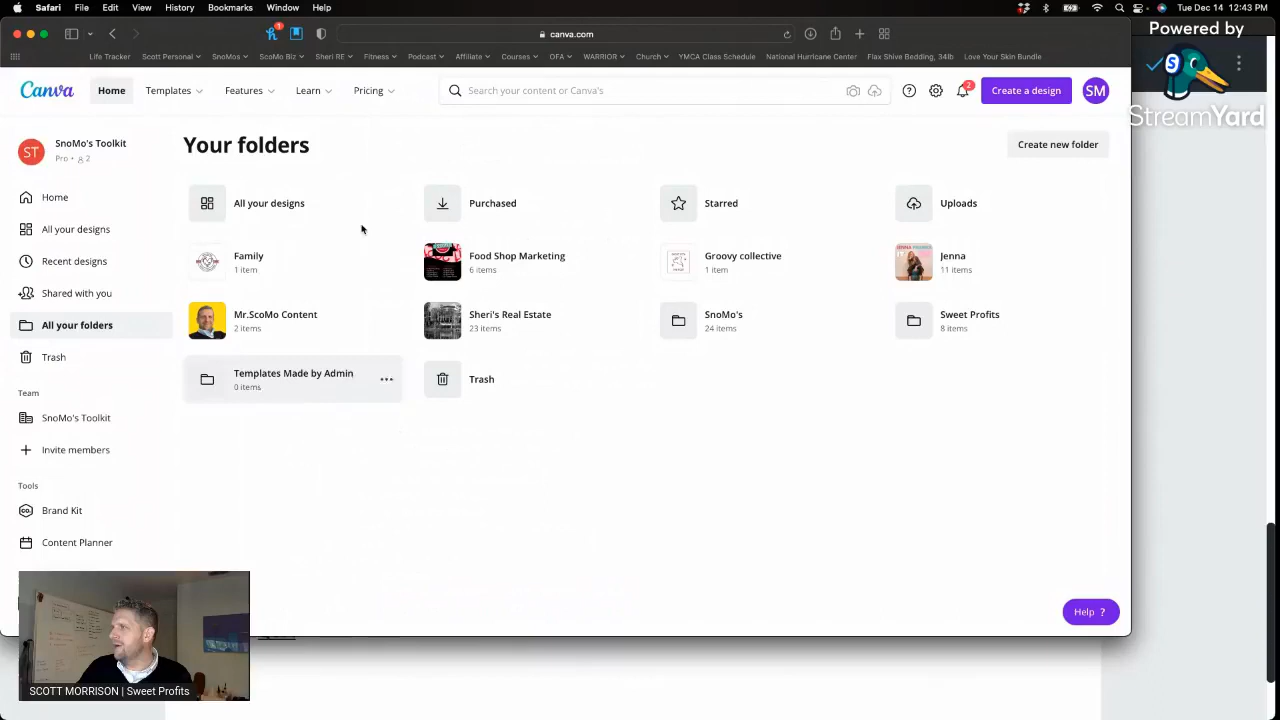 Safari File Edit View History Bookmarks Window Help
Tue Dec 14 12:43 PM
canva.com
Life Tracker Scott Personal SnoMos ScoMo Biz Sheri RE Fitness Podcast Affiliate Courses OFA WARRIOR Church YMCA Class Schedule National Hurricane Center Flax Shive Bedding, 34lb Love Your Skin Bundle
Powered by
StreamYard
Canva Home Templates Features Learn Pricing
Search your content or Canva's
2
Create a design
SM
ST
SnoMo's Toolkit
Pro • 2
Home
All your designs
Recent designs
Shared with you
All your folders
Trash
Team
SnoMo's Toolkit
Invite members
Tools
Brand Kit
Content Planner
Your folders
Create new folder
All your designs
Purchased
Starred
Uploads
Family
1 item
Food Shop Marketing
6 items
Groovy collective
1 item
Jenna
11 items
Mr.ScoMo Content
2 items
Sheri's Real Estate
23 items
SnoMo's
24 items
Sweet Profits
8 items
Templates Made by Admin
0 items
Trash
Help ?
SCOTT MORRISON | Sweet Profits